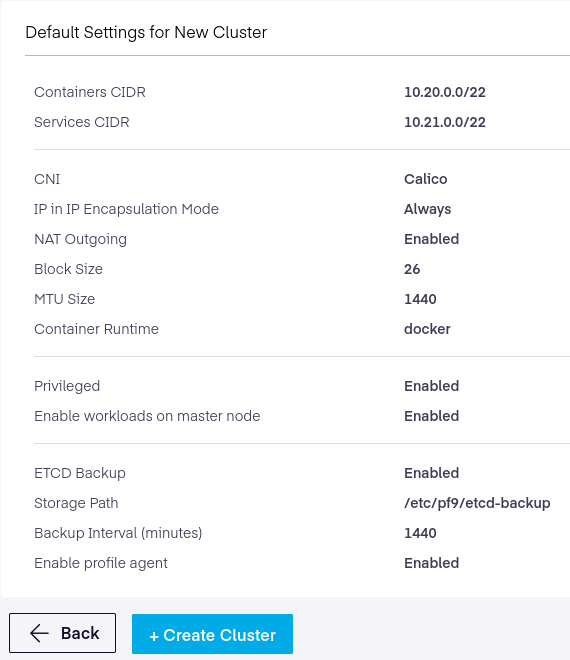 Default Settings for New Cluster
Containers CIDR 10.20.0.0/22
Services CIDR 10.21.0.0/22
CNI Calico
IP in IP Encapsulation Mode Always
NAT Outgoing Enabled
Block Size 26
MTU Size 1440
Container Runtime docker
Privileged Enabled
Enable workloads on master node Enabled
ETCD Backup Enabled
Storage Path /etc/pf9/etcd-backup
Backup Interval (minutes) 1440
Enable profile agent Enabled
Back + Create Cluster